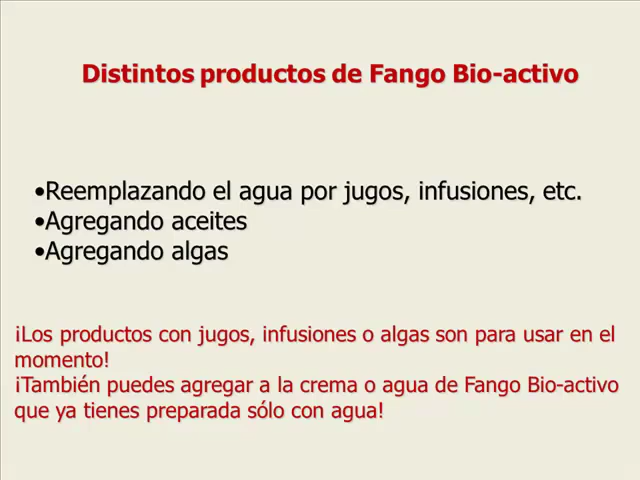 Distintos productos de Fango Bio-activo
•Reemplazando el agua por jugos, infusiones, etc.
•Agregando aceites
•Agregando algas
¡Los productos con jugos, infusiones o algas son para usar en el
momento!
¡También puedes agregar a la crema o agua de Fango Bio-activo
que ya tienes preparada sólo con agua!